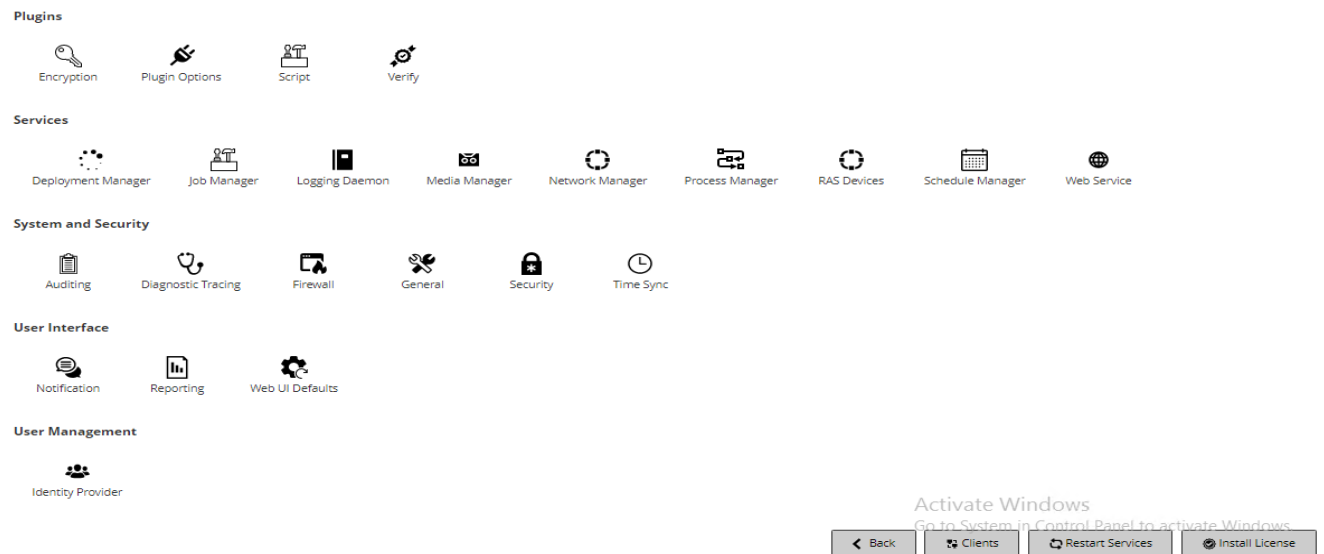 Plugins
Encryption Plugin Options Script Verify
Services
Deployment Manager Job Manager Logging Daemon Media Manager Network Manager Process Manager RAS Devices Schedule Manager Web Service
System and Security
Auditing Diagnostic Tracing Firewall General Security Time Sync
User Interface
Notification Reporting Web UI Defaults
User Management
Identity Provider
Activate Windows
Go to System in Control Panel to activate Windows.
Back Clients Restart Services Install License